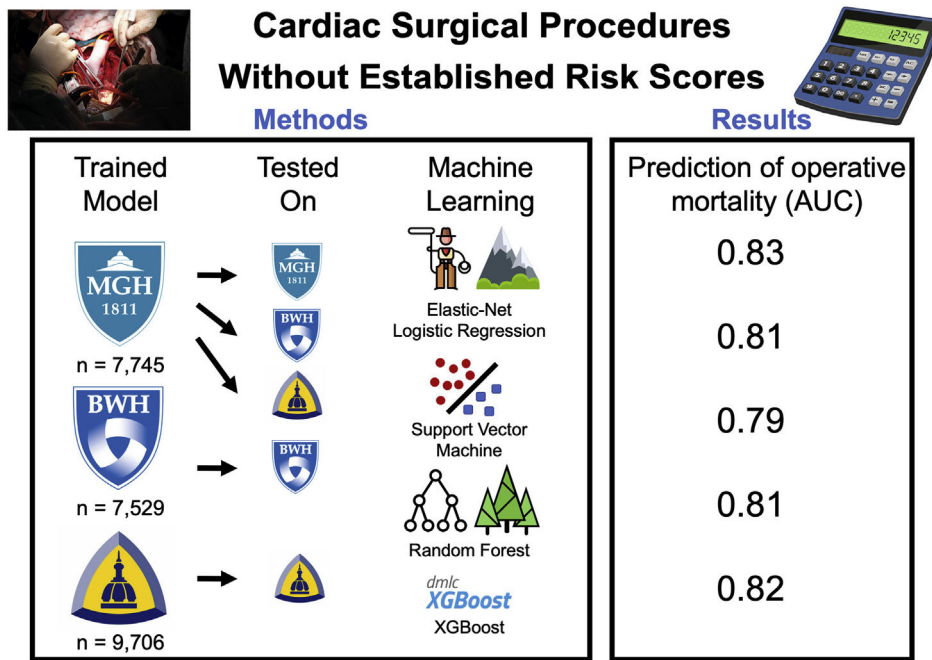 Cardiac Surgical Procedures
Without Established Risk Scores
12345
Methods
Results
Trained
Model
Tested
On
Machine
Learning
Prediction of operative
mortality (AUC)
MGH
1811
n = 7,745
BWH
n = 7,529
n = 9,706
MGH
1811
BWH
BWH
Elastic-Net
Logistic Regression
Support Vector
Machine
Random Forest
dmlc
XGBoost
XGBoost
0.83
0.81
0.79
0.81
0.82